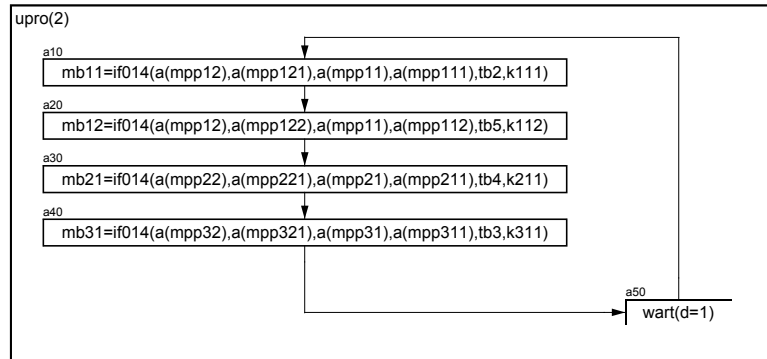 upro(2)
a10
mb11=if014(a(mpp12),a(mpp121),a(mpp11),a(mpp111),tb2,k111)
a20
mb12=if014(a(mpp12),a(mpp122),a(mpp11),a(mpp112),tb5,k112)
a30
mb21=if014(a(mpp22),a(mpp221),a(mpp21),a(mpp211),tb4,k211)
a40
mb31=if014(a(mpp32),a(mpp321),a(mpp31),a(mpp311),tb3,k311)
a50
wart(d=1)